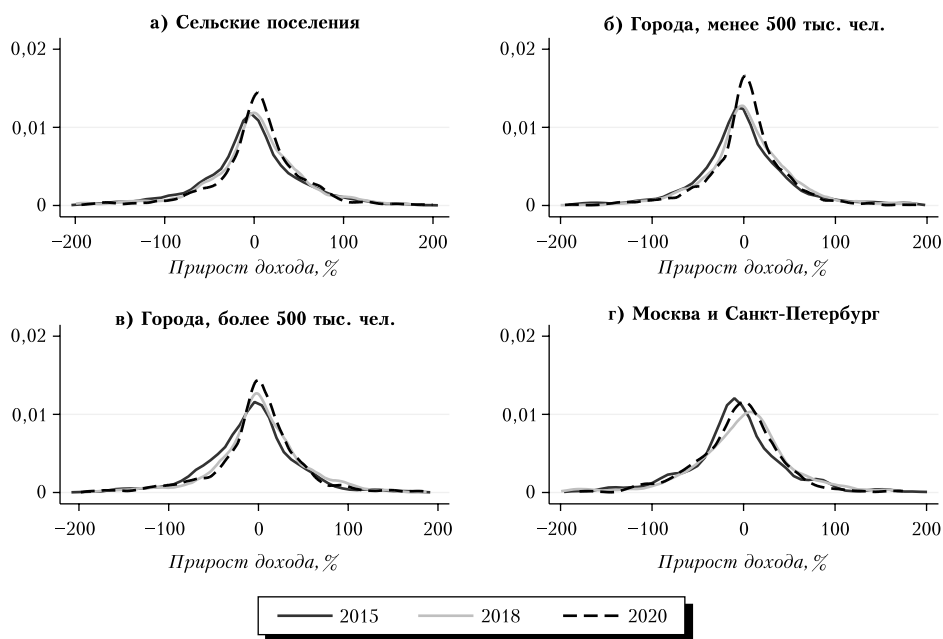 а) Сельские поселения
0,02
0,01
0
−200 −100 0 100 200
Прирост дохода, %
б) Города, менее 500 тыс. чел.
0,02
0,01
0
−200 −100 0 100 200
Прирост дохода, %
в) Города, более 500 тыс. чел.
0,02
0,01
0
−200 −100 0 100 200
Прирост дохода, %
г) Москва и Санкт-Петербург
0,02
0,01
0
−200 −100 0 100 200
Прирост дохода, %
2015 2018 2020